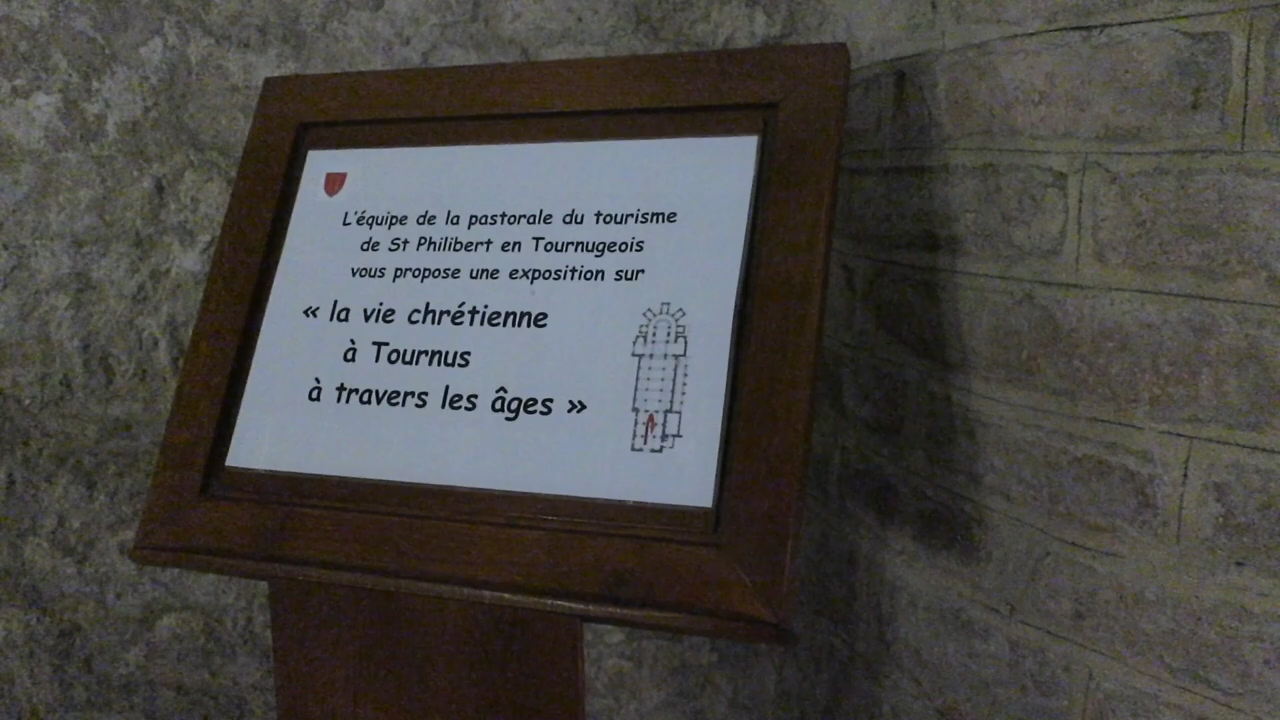 L'équipe de la pastorale du tourisme
de St Philibert en Tournugeois
vous propose une exposition sur
« la vie chrétienne
à Tournus
à travers les âges »